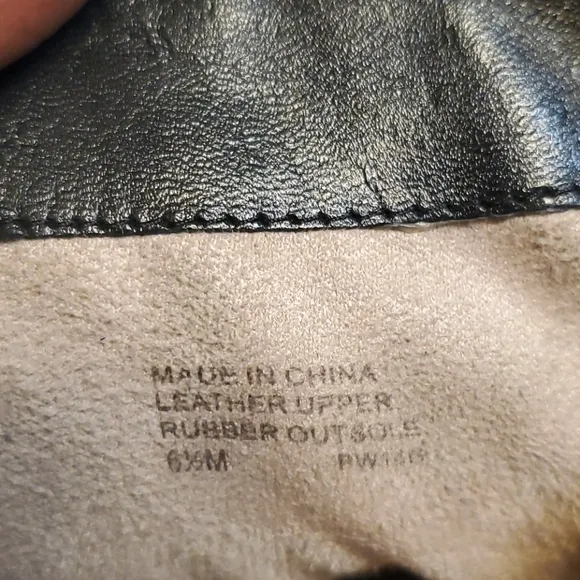 MADE IN CHINA
LEATHER UPPER
RUBBER OUTSOLE
6½M